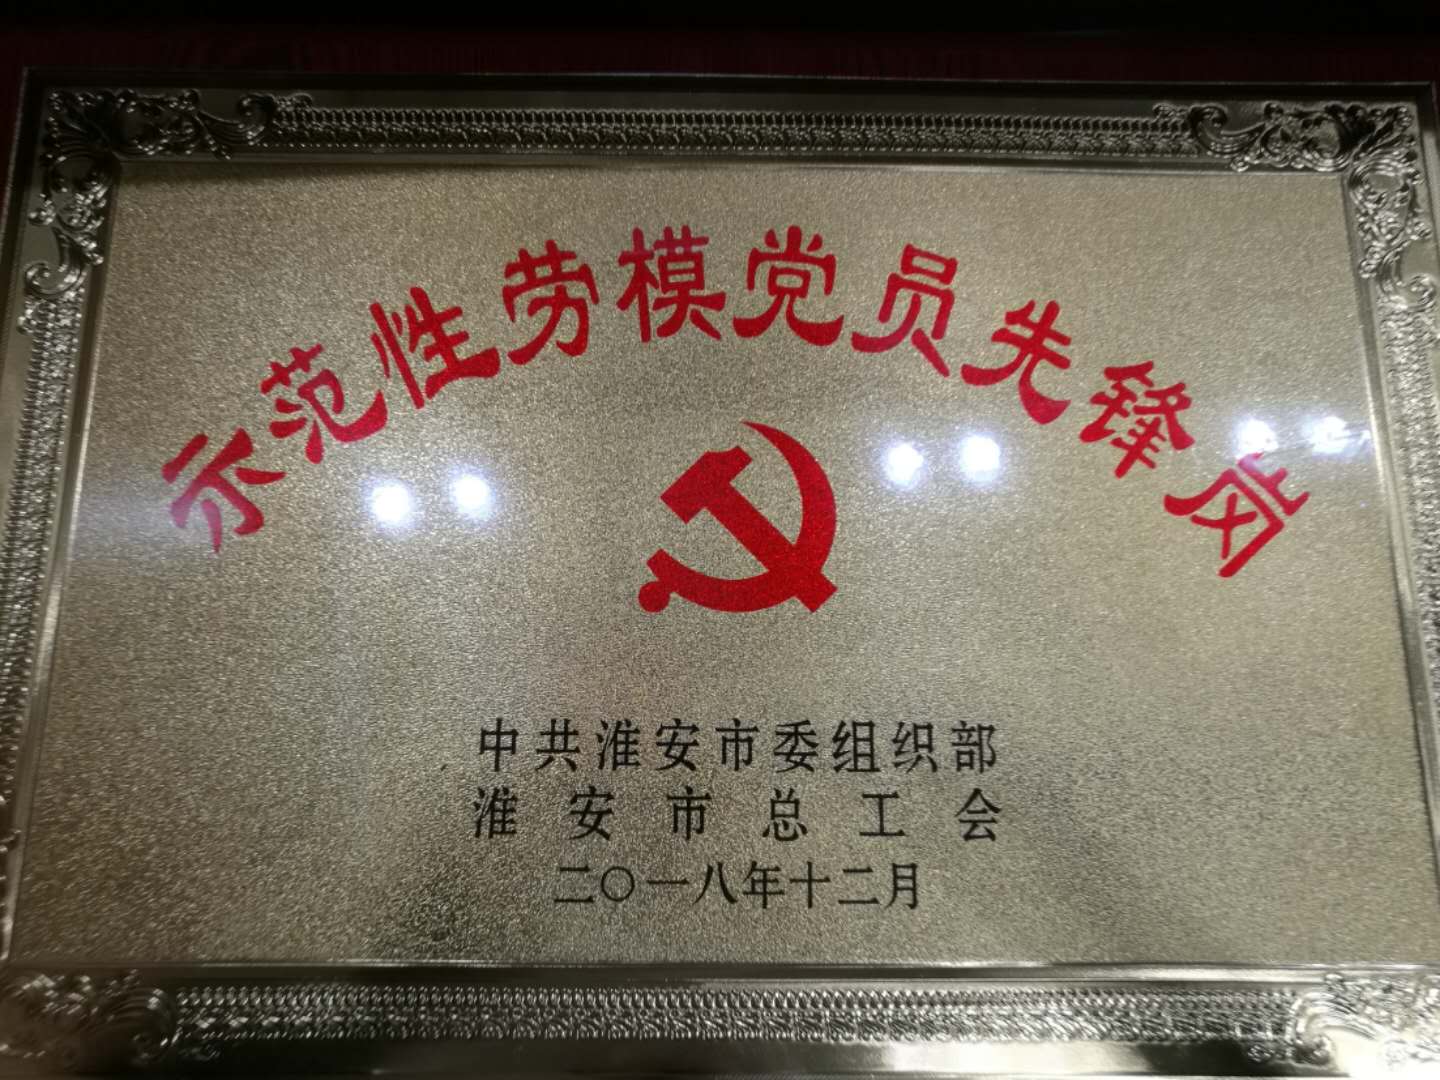 示范性劳模党员先锋岗
中共淮安市委组织部
淮安市总工会
二〇一八年十二月